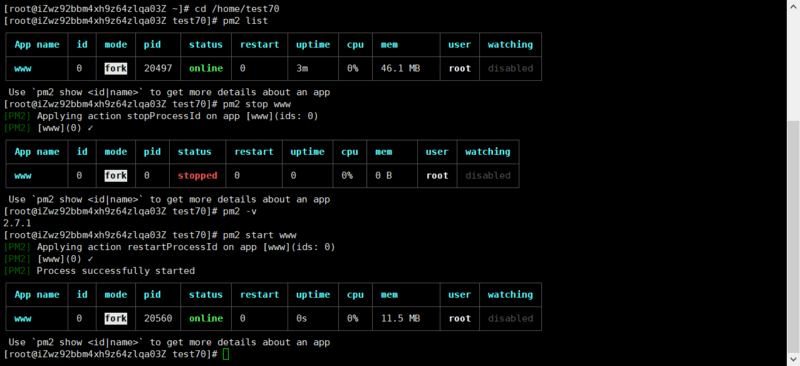 [root@iZwz92bbm4xh9z64zlqa03Z ~]# cd /home/test70
[root@iZwz92bbm4xh9z64zlqa03Z test70]# pm2 list
App name id mode pid status restart uptime cpu mem user watching
www 0 fork 20497 online 0 3m 0% 46.1 MB root disabled
Use `pm2 show <id|name>` to get more details about an app
[root@iZwz92bbm4xh9z64zlqa03Z test70]# pm2 stop www
[PM2] Applying action stopProcessId on app [www](ids: 0)
[PM2] [www](0) ✓
App name id mode pid status restart uptime cpu mem user watching
www 0 fork 0 stopped 0 0 0% 0 B root disabled
Use `pm2 show <id|name>` to get more details about an app
[root@iZwz92bbm4xh9z64zlqa03Z test70]# pm2 -v
2.7.1
[root@iZwz92bbm4xh9z64zlqa03Z test70]# pm2 start www
[PM2] Applying action restartProcessId on app [www](ids: 0)
[PM2] [www](0) ✓
[PM2] Process successfully started
App name id mode pid status restart uptime cpu mem user watching
www 0 fork 20560 online 0 0s 0% 11.5 MB root disabled
Use `pm2 show <id|name>` to get more details about an app
[root@iZwz92bbm4xh9z64zlqa03Z test70]#